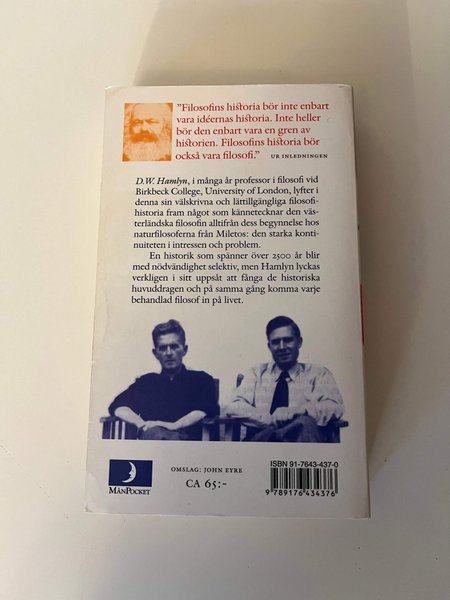 ”Filosofins historia bör inte enbart
vara idéernas historia. Inte heller
bör den enbart vara en gren av
historien. Filosofins historia bör
också vara filosofi.”
UR INLEDNINGEN
D.W. Hamlyn, i många år professor i filosofi vid
Birkbeck College, University of London, lyfter i
denna sin välskrivna och lättillgängliga filosofi-
historia fram något som kännetecknar den väs-
terländska filosofin alltifrån dess begynnelse hos
naturfilosoferna från Miletos: den starka konti-
nuiteten i intressen och problem.
En historik som spänner över 2500 år blir
med nödvändighet selektiv, men Hamlyn lyckas
verkligen i sitt uppsåt att fånga de historiska
huvuddragen och på samma gång komma varje
behandlad filosof in på livet.
MÅNPOCKET
OMSLAG: JOHN EYRE
CA 65:-
ISBN 91-7643-437-0
9 789176 434376